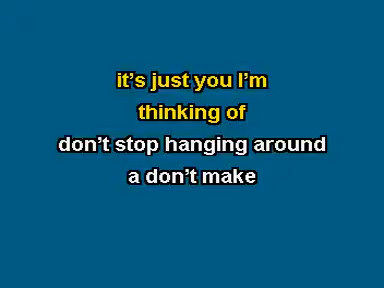 it’s just you I’m
thinking of
don’t stop hanging around
a don’t make